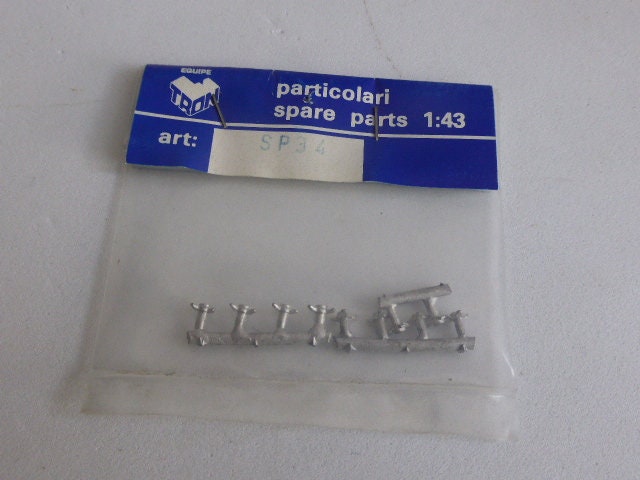 EQUIPE
TRON
particolari
spare parts 1:43
art: SP34